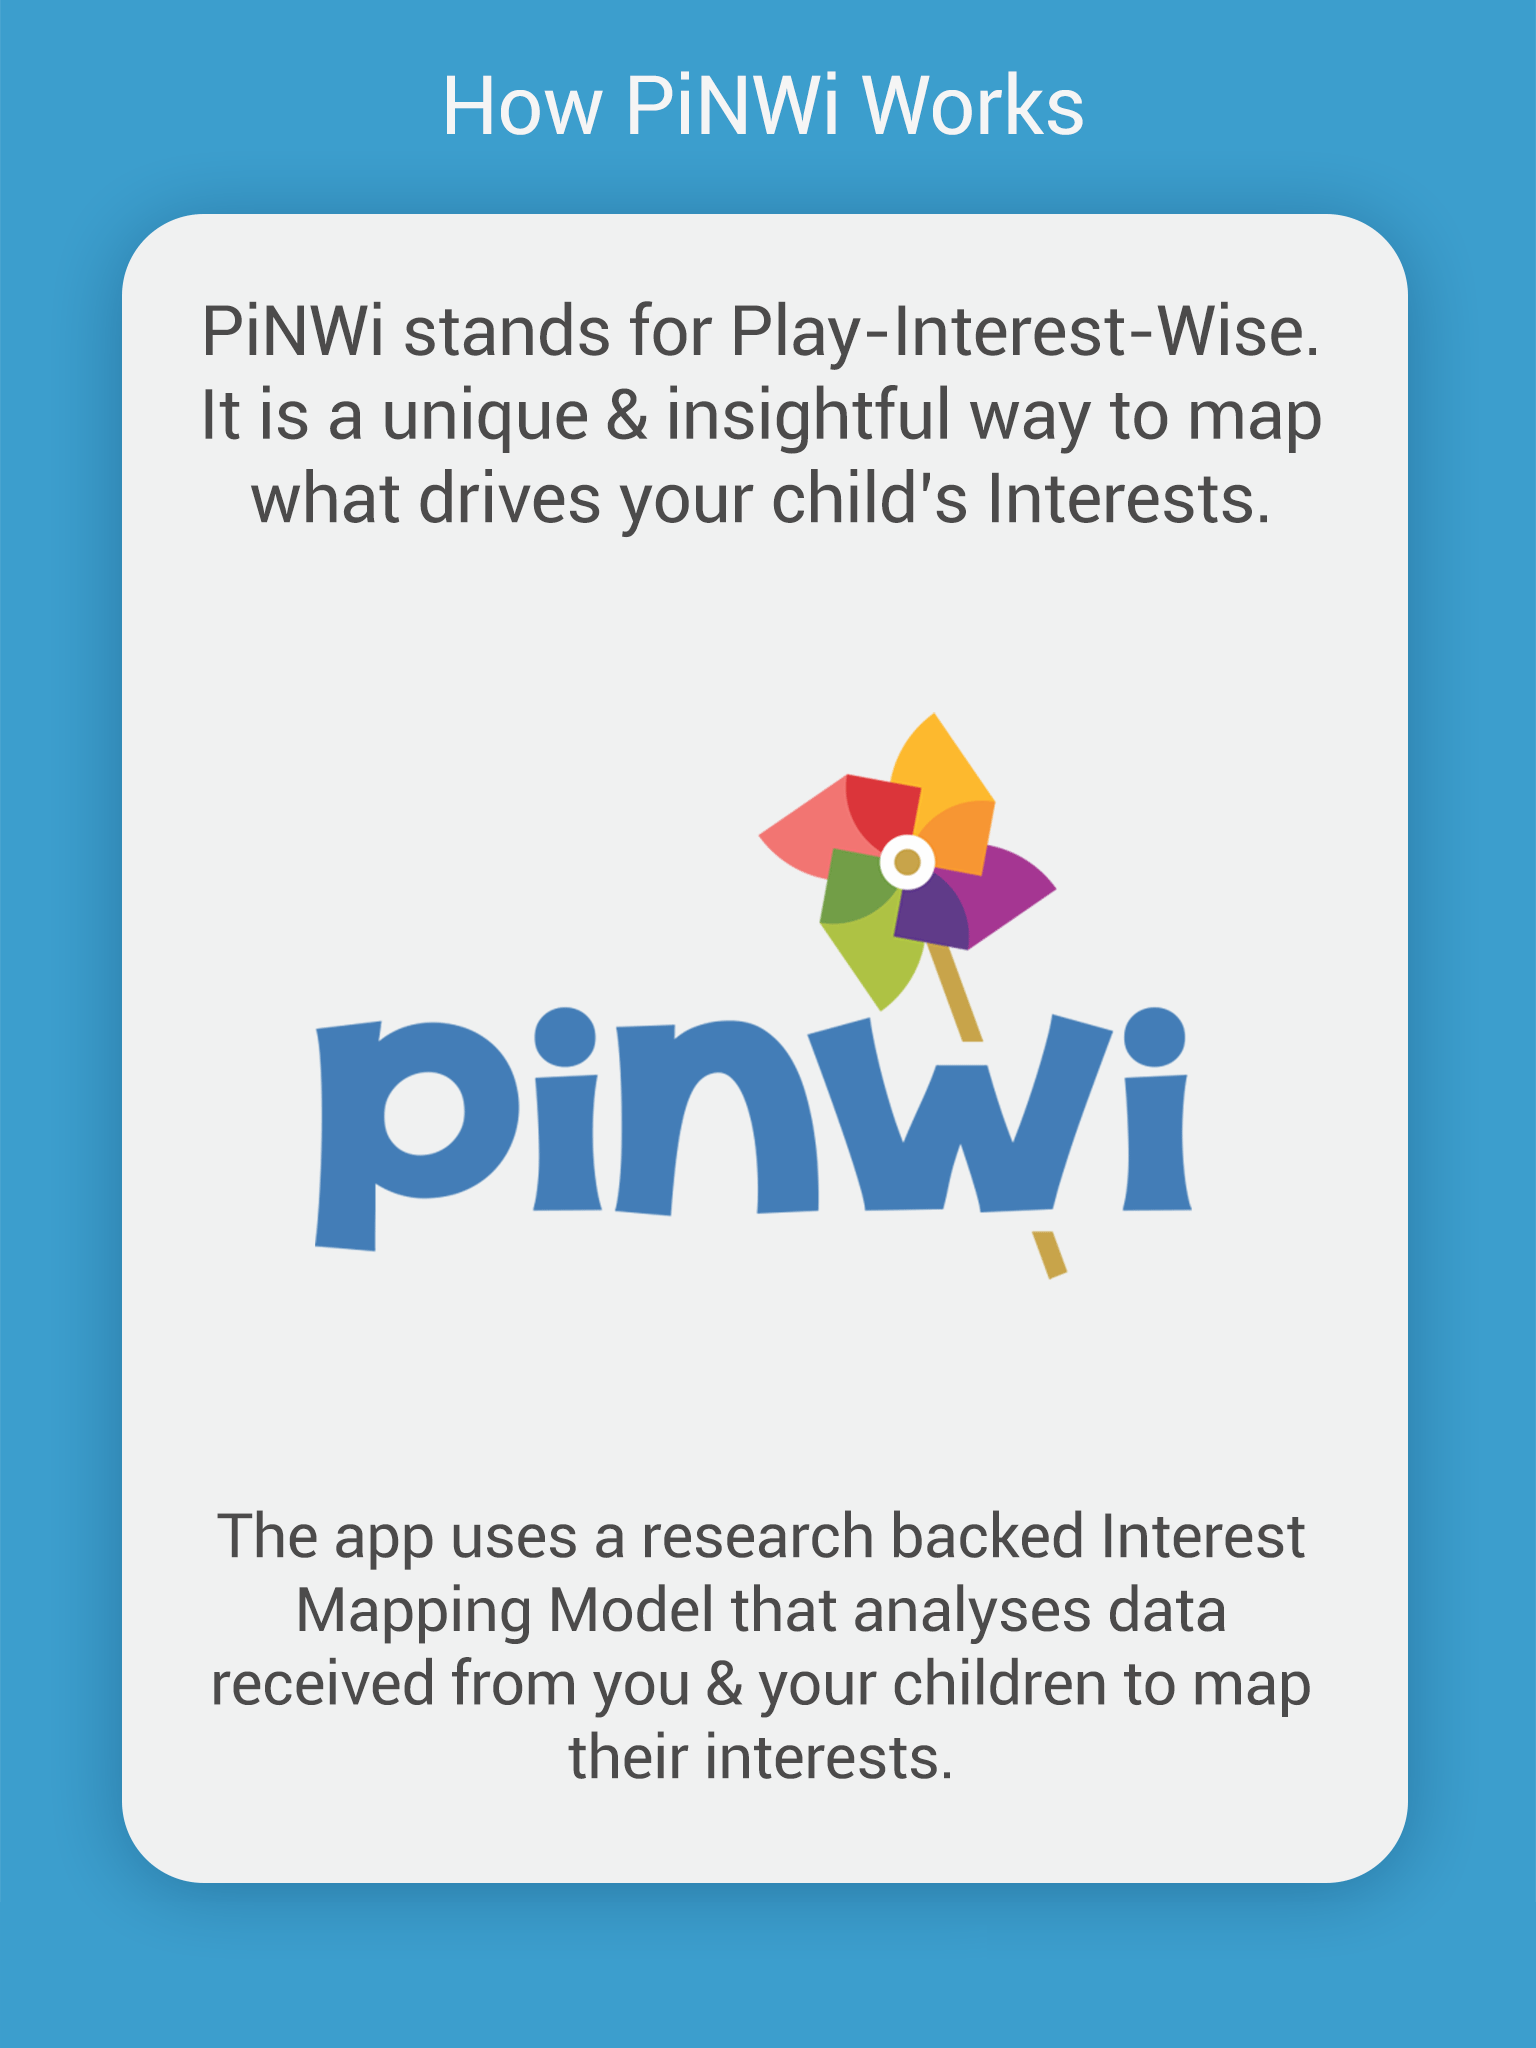 How PiNWi Works
PiNWi stands for Play-Interest-Wise.
It is a unique & insightful way to map
what drives your child's Interests.
pinwi
The app uses a research backed Interest
Mapping Model that analyses data
received from you & your children to map
their interests.